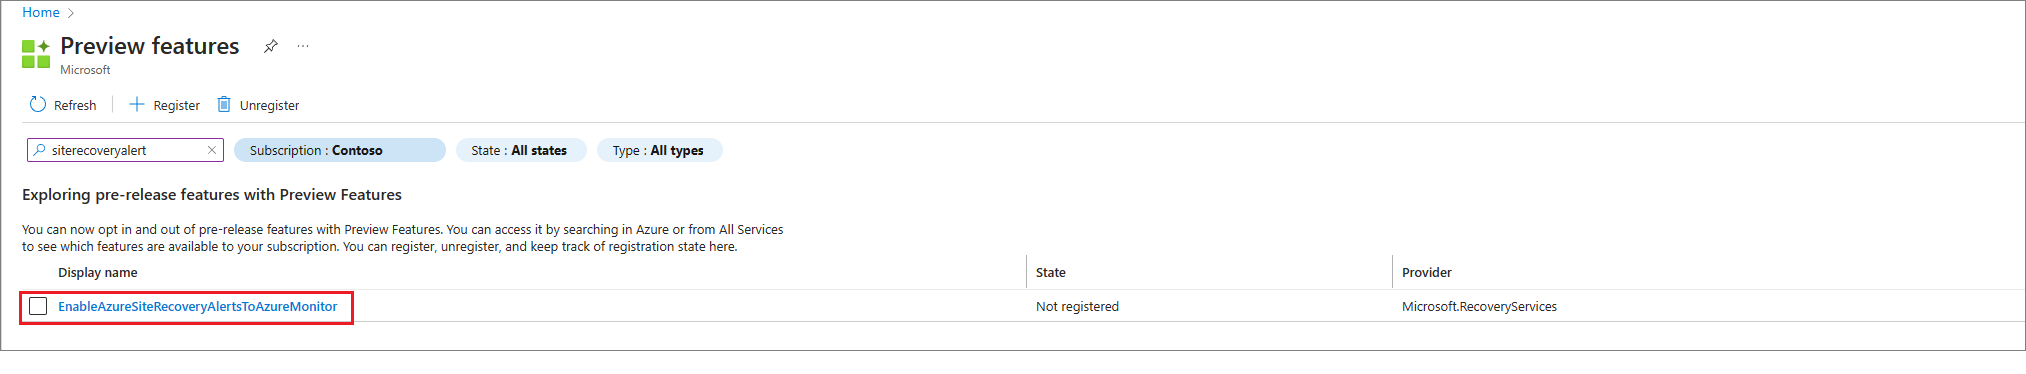 Home >
Preview features ...
Microsoft
Refresh Register Unregister
siterecoveryalert Subscription : Contoso State : All states Type : All types
Exploring pre-release features with Preview Features
You can now opt in and out of pre-release features with Preview Features. You can access it by searching in Azure or from All Services
to see which features are available to your subscription. You can register, unregister, and keep track of registration state here.
Display name State Provider
EnableAzureSiteRecoveryAlertsToAzureMonitor Not registered Microsoft.RecoveryServices